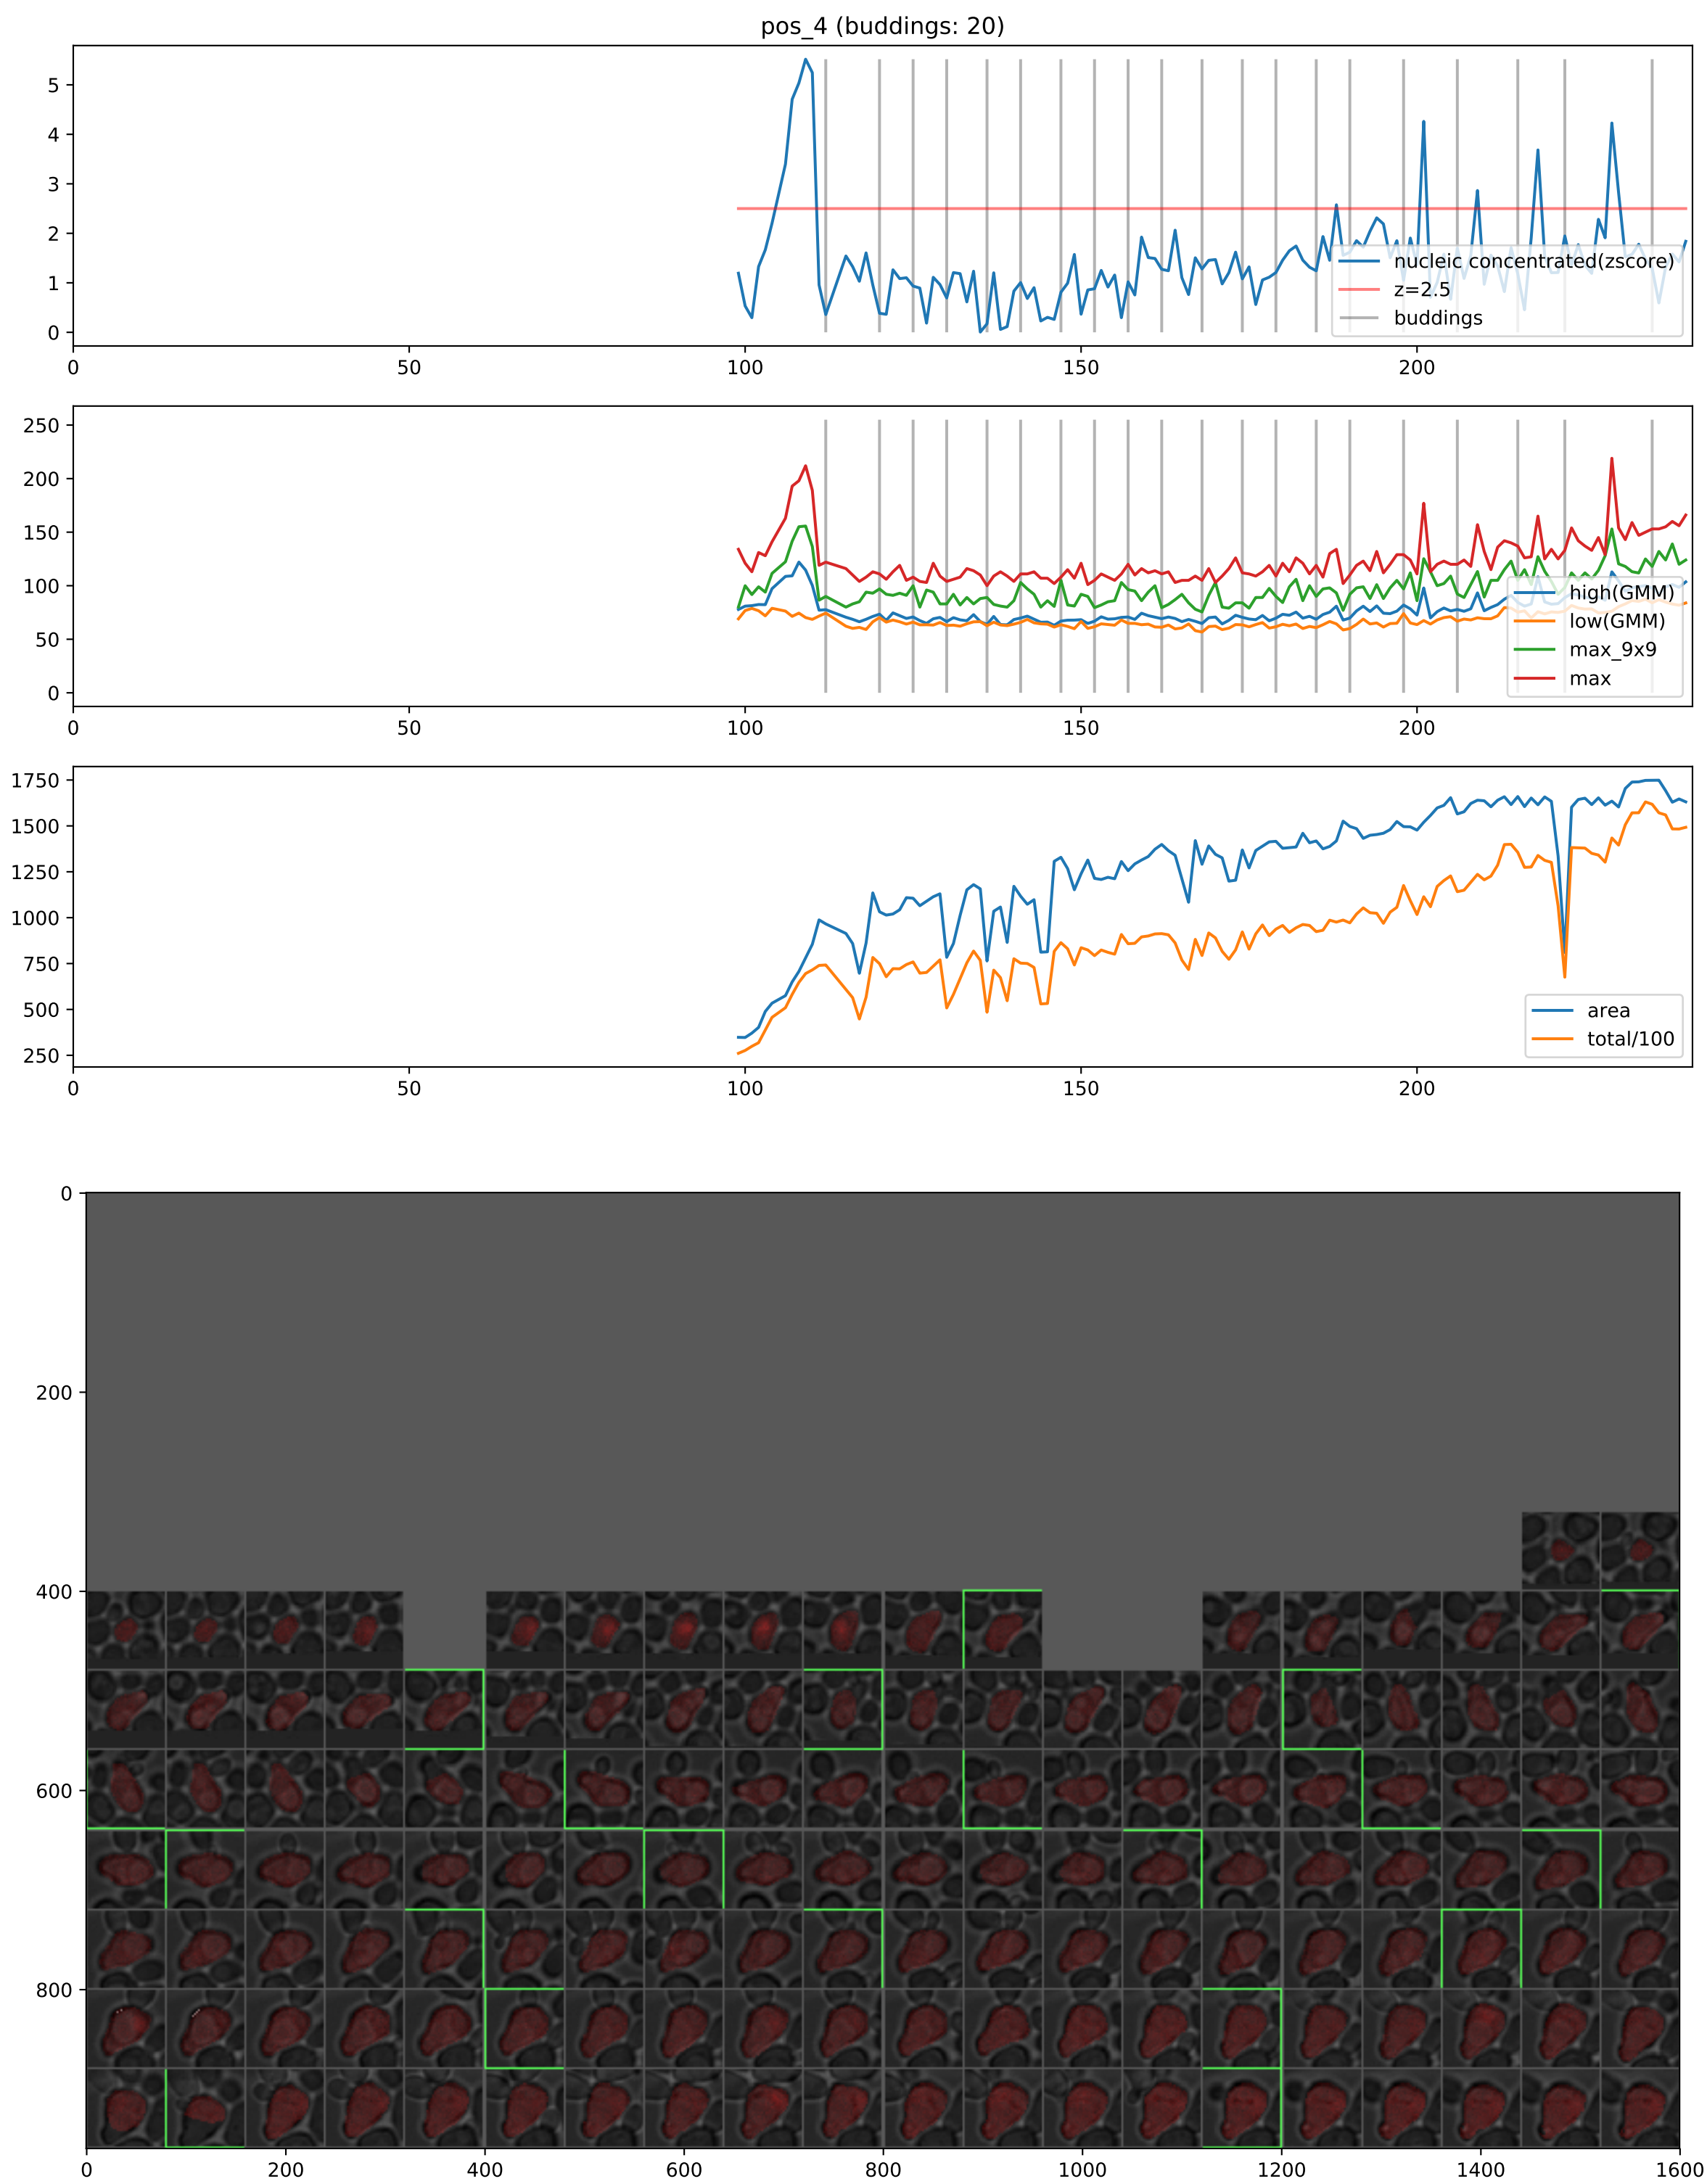 pos_4 (buddings: 20)
5
4
3
2
1
0
nucleic concentrated(zscore)
z=2.5
buddings
0 50 100 150 200
250
200
150
100
50
0
high(GMM)
low(GMM)
max_9x9
max
0 50 100 150 200
1750
1500
1250
1000
750
500
250
area
total/100
0 50 100 150 200
0
200
400
600
800
0 200 400 600 800 1000 1200 1400 1600